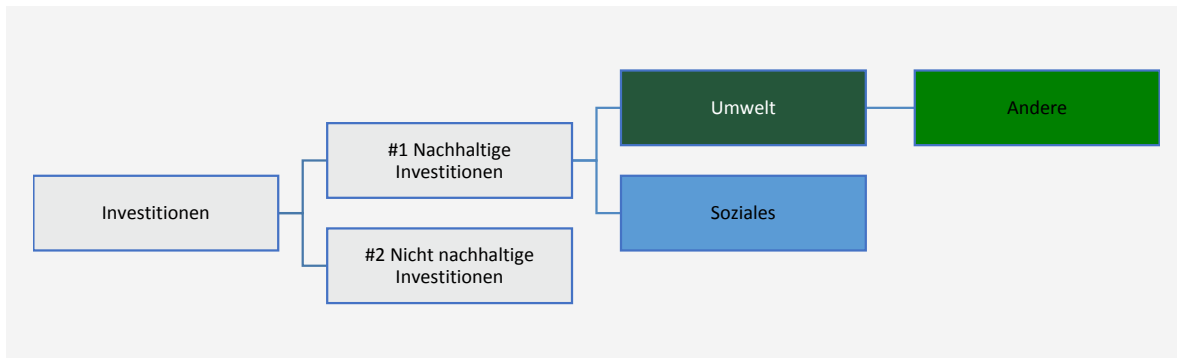 Investitionen
#1 Nachhaltige
Investitionen
#2 Nicht nachhaltige
Investitionen
Umwelt
Soziales
Andere